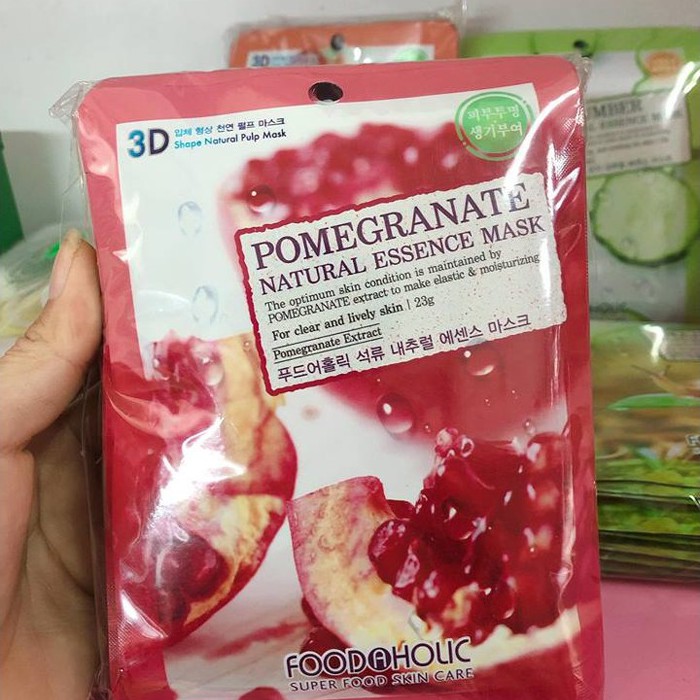 3D
3D 입체 형상 천연 펄프 마스크
Shape Natural Pulp Mask
피부투명
생기부여
UMBER
POMEGRANATE
NATURAL ESSENCE MASK
The optimum skin condition is maintained by
POMEGRANATE extract to make elastic & moisturizing
For clear and lively skin | 23g
Pomegranate Extract
푸드어홀릭 석류 내추럴 에센스 마스크
FOODAHOLIC
SUPER FOOD SKIN CARE